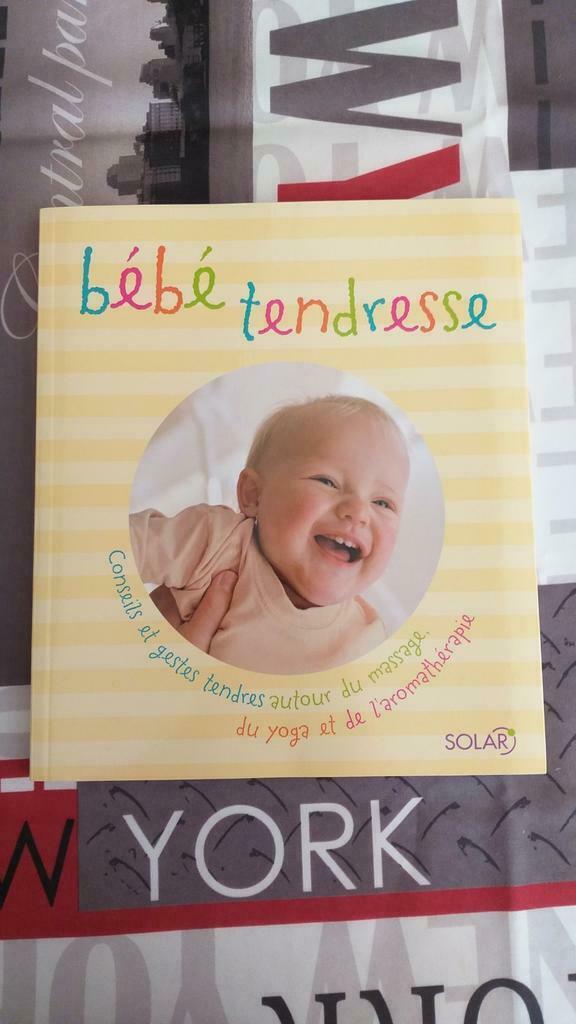 Central par
bébé
tendresse
Conseils et gestes tendres autour du massage,
du yoga et de l'aromathérapie
SOLAR
W YORK